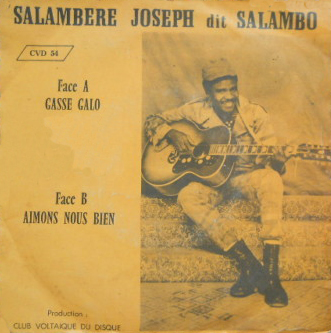 SALAMBERE JOSEPH dit SALAMBO
CVD 54
Face A
GASSE GALO
Face B
AIMONS NOUS BIEN
Production :
CLUB VOLTAIQUE DU DISQUE